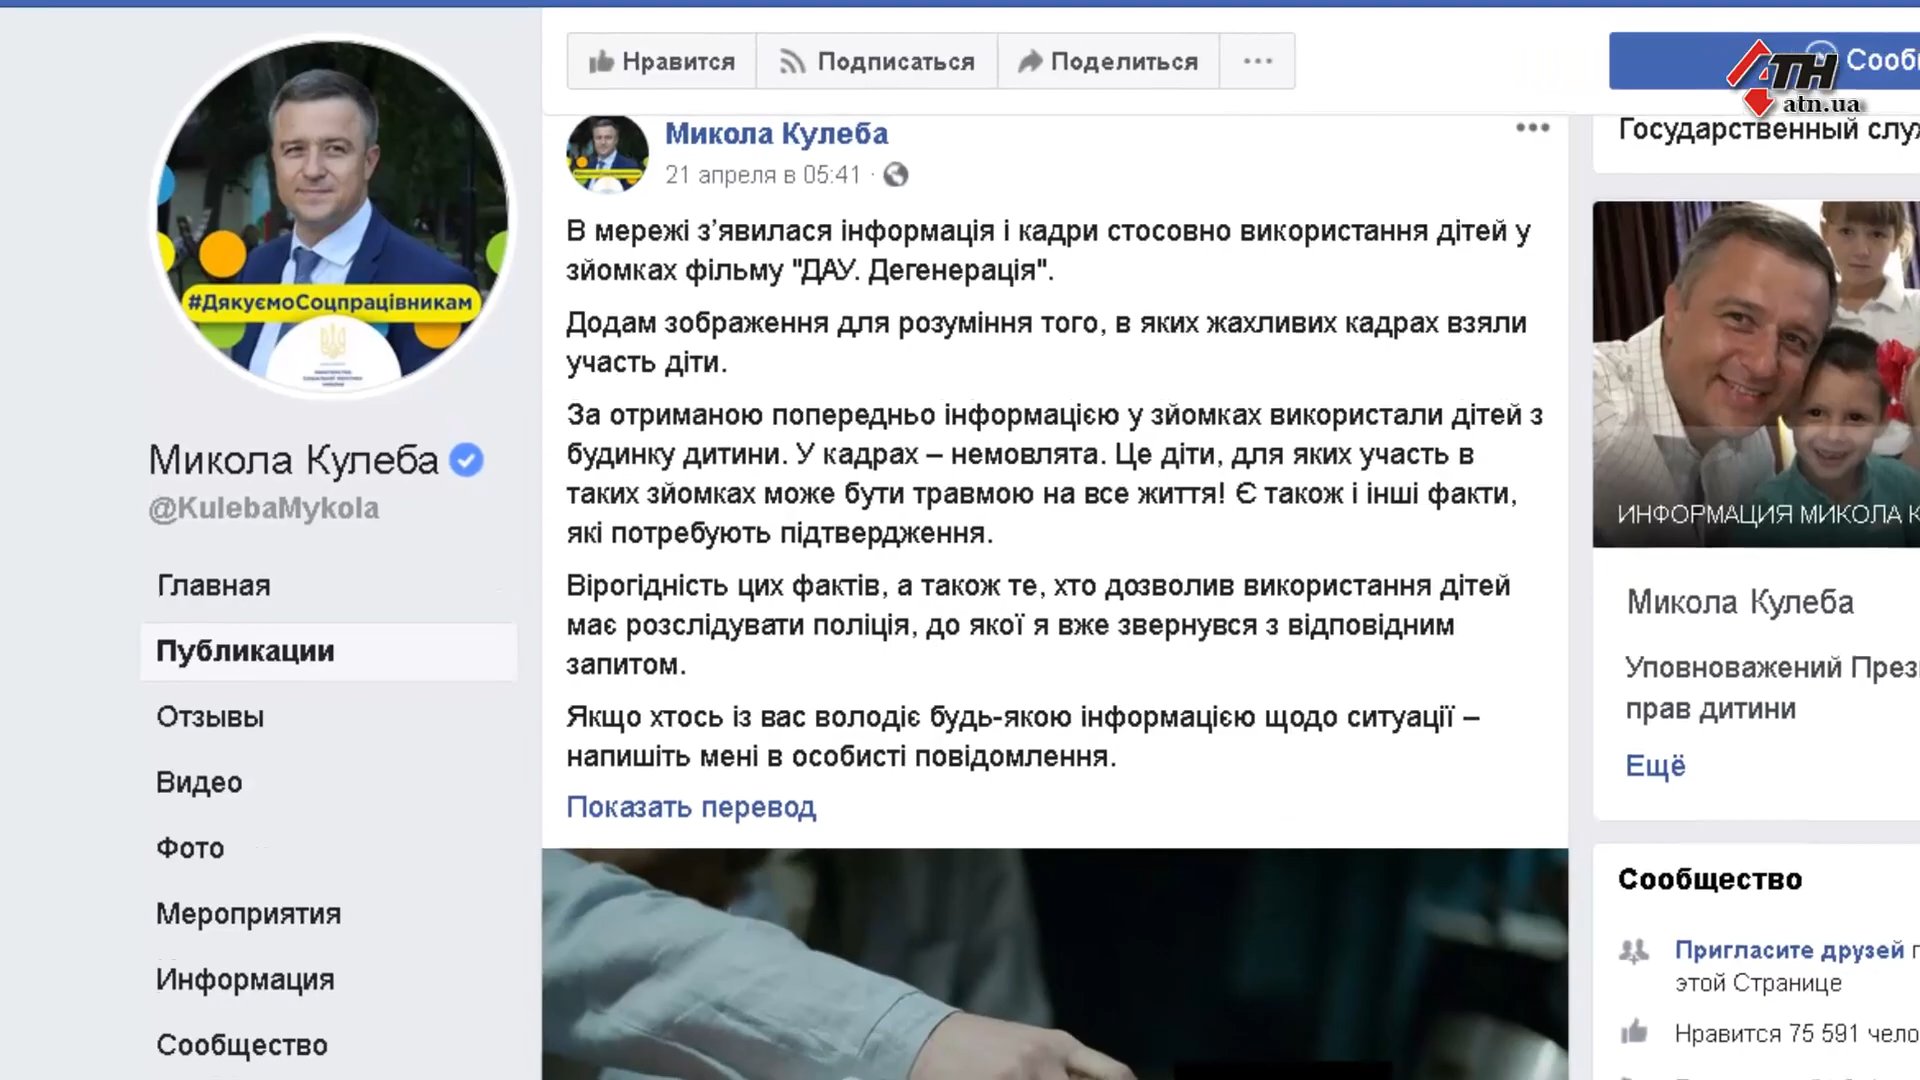 Нравится
Подписаться
Поделиться
Сооб
АТН
atn.ua
#ДякуємоСоцпрацівникам
Микола Кулеба
@KulebaMykola
Главная
Публикации
Отзывы
Видео
Фото
Мероприятия
Информация
Сообщество
Микола Кулеба
21 апреля в 05:41 ·
В мережі з’явилася інформація і кадри стосовно використання дітей у
зйомках фільму "ДАУ. Дегенерація".
Додам зображення для розуміння того, в яких жахливих кадрах взяли
участь діти.
За отриманою попередньо інформацією у зйомках використали дітей з
будинку дитини. У кадрах – немовлята. Це діти, для яких участь в
таких зйомках може бути травмою на все життя! Є також і інші факти,
які потребують підтвердження.
Вірогідність цих фактів, а також те, хто дозволив використання дітей
має розслідувати поліція, до якої я вже звернувся з відповідним
запитом.
Якщо хтось із вас володіє будь-якою інформацією щодо ситуації –
напишіть мені в особисті повідомлення.
Показать перевод
Государственный слу
ИНФОРМАЦИЯ МИКОЛА К
Микола Кулеба
Уповноважений През
прав дитини
Ещё
Сообщество
Пригласите друзей п
этой Странице
Нравится 75 591 чело